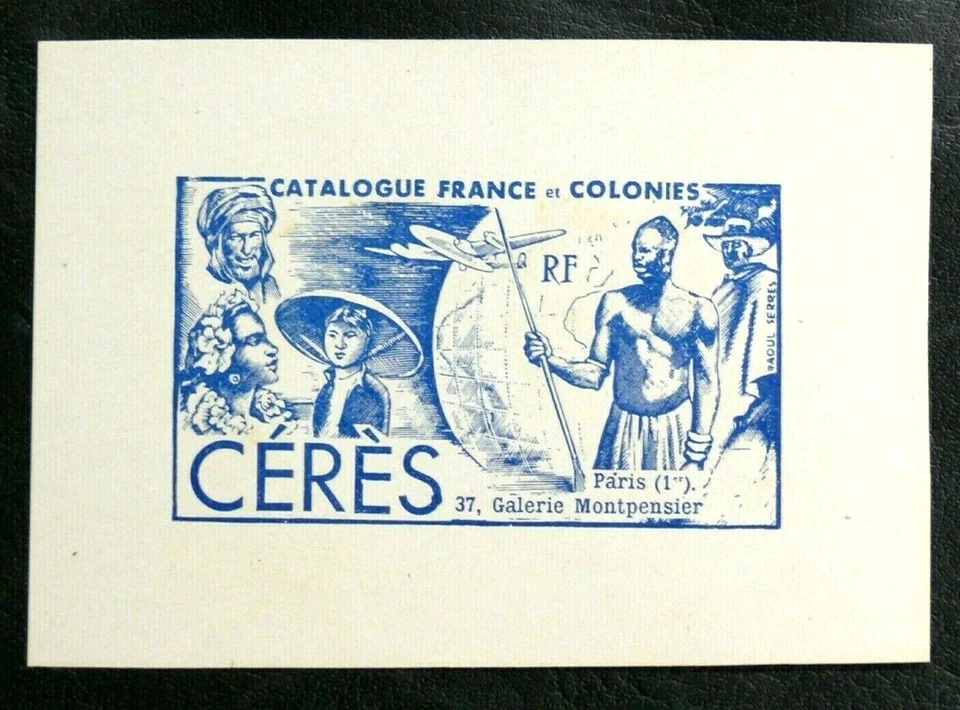 CATALOGUE FRANCE et COLONIES
RF
RAOUL SERRES
CÉRÈS
Paris (1er).
37, Galerie Montpensier